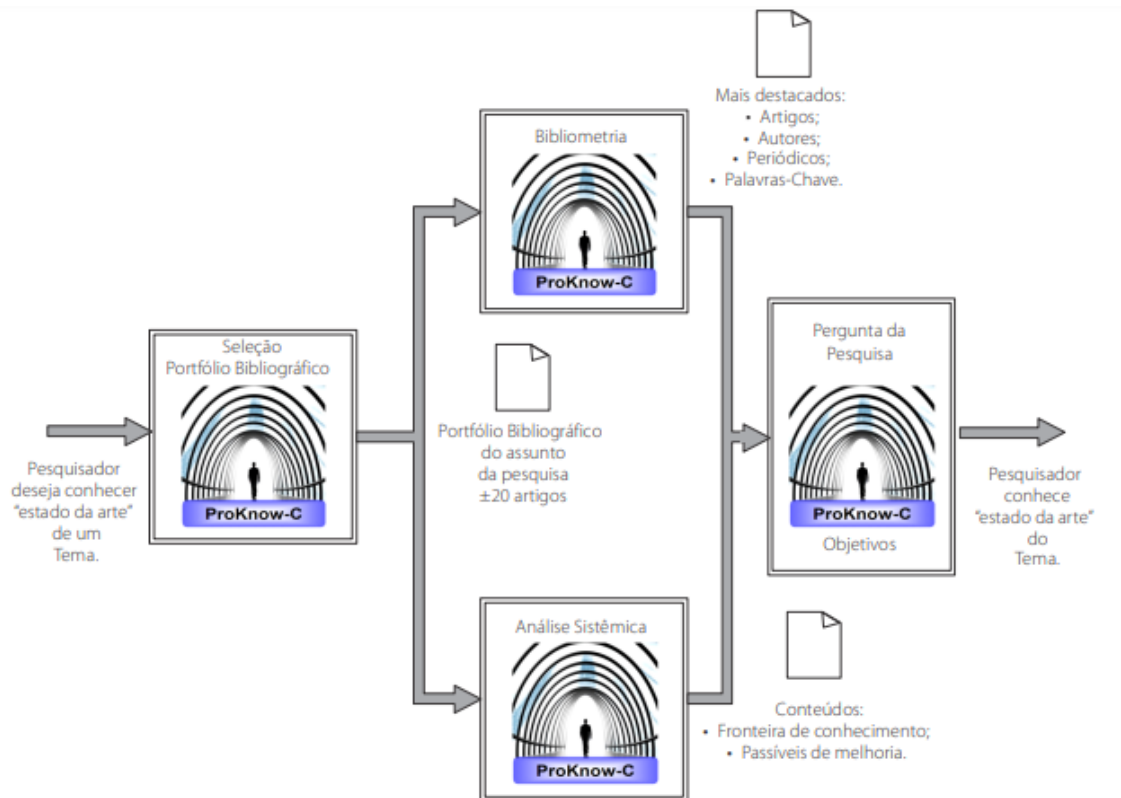 Pesquisador
deseja conhecer
“estado da arte”
de um
Tema.
Seleção
Portfólio Bibliográfico
ProKnow-C
Bibliometria
ProKnow-C
Mais destacados:
• Artigos;
• Autores;
• Periódicos;
• Palavras-Chave.
Portfólio Bibliográfico
do assunto
da pesquisa
±20 artigos
Análise Sistêmica
ProKnow-C
Conteúdos:
• Fronteira de conhecimento;
• Passíveis de melhoria.
Pergunta da
Pesquisa
ProKnow-C
Objetivos
Pesquisador
conhece
“estado da arte”
do
Tema.